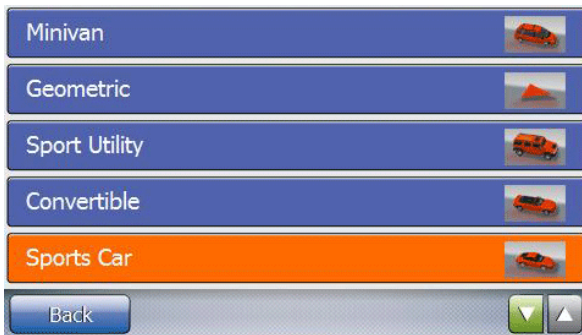 Minivan
Geometric
Sport Utility
Convertible
Sports Car
Back